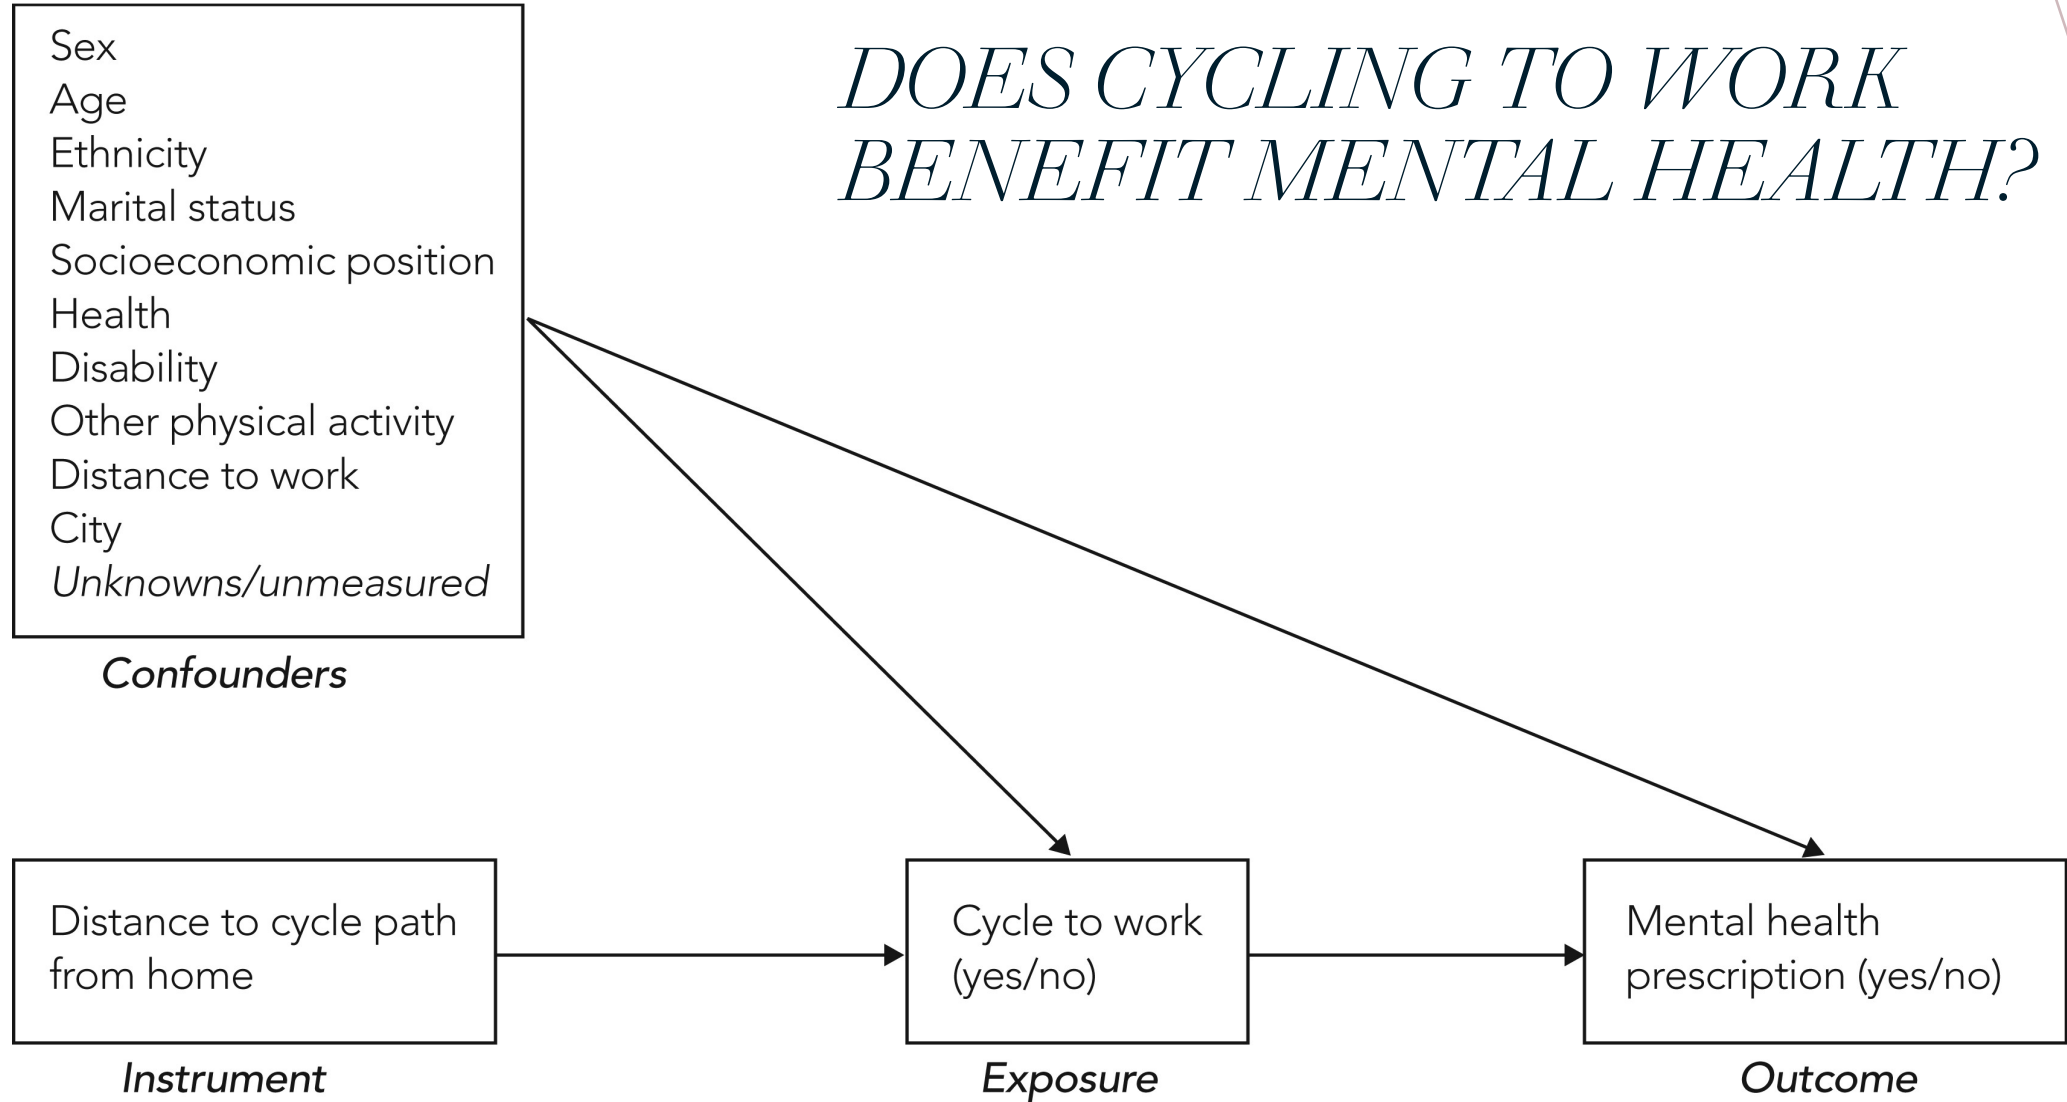 Sex
Age
Ethnicity
Marital status
Socioeconomic position
Health
Disability
Other physical activity
Distance to work
City
Unknowns/unmeasured
Confounders
DOES CYCLING TO WORK
BENEFIT MENTAL HEALTH?
Distance to cycle path
from home
Instrument
Cycle to work
(yes/no)
Exposure
Mental health
prescription (yes/no)
Outcome